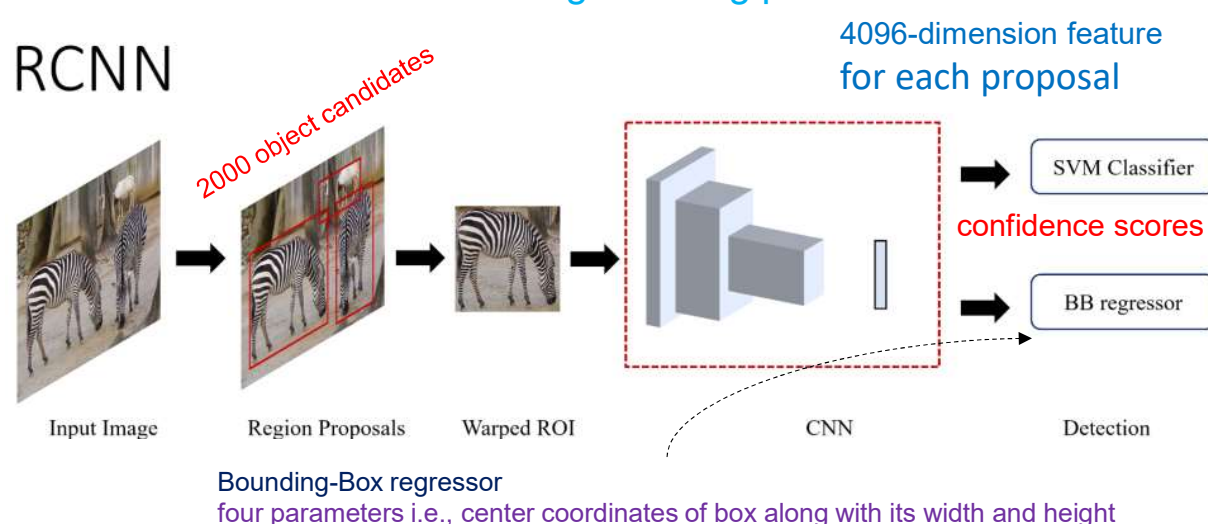 RCNN
4096-dimension feature
for each proposal
2000 object candidates
SVM Classifier
confidence scores
BB regressor
Input Image
Region Proposals
Warped ROI
CNN
Detection
Bounding-Box regressor
four parameters i.e., center coordinates of box along with its width and height